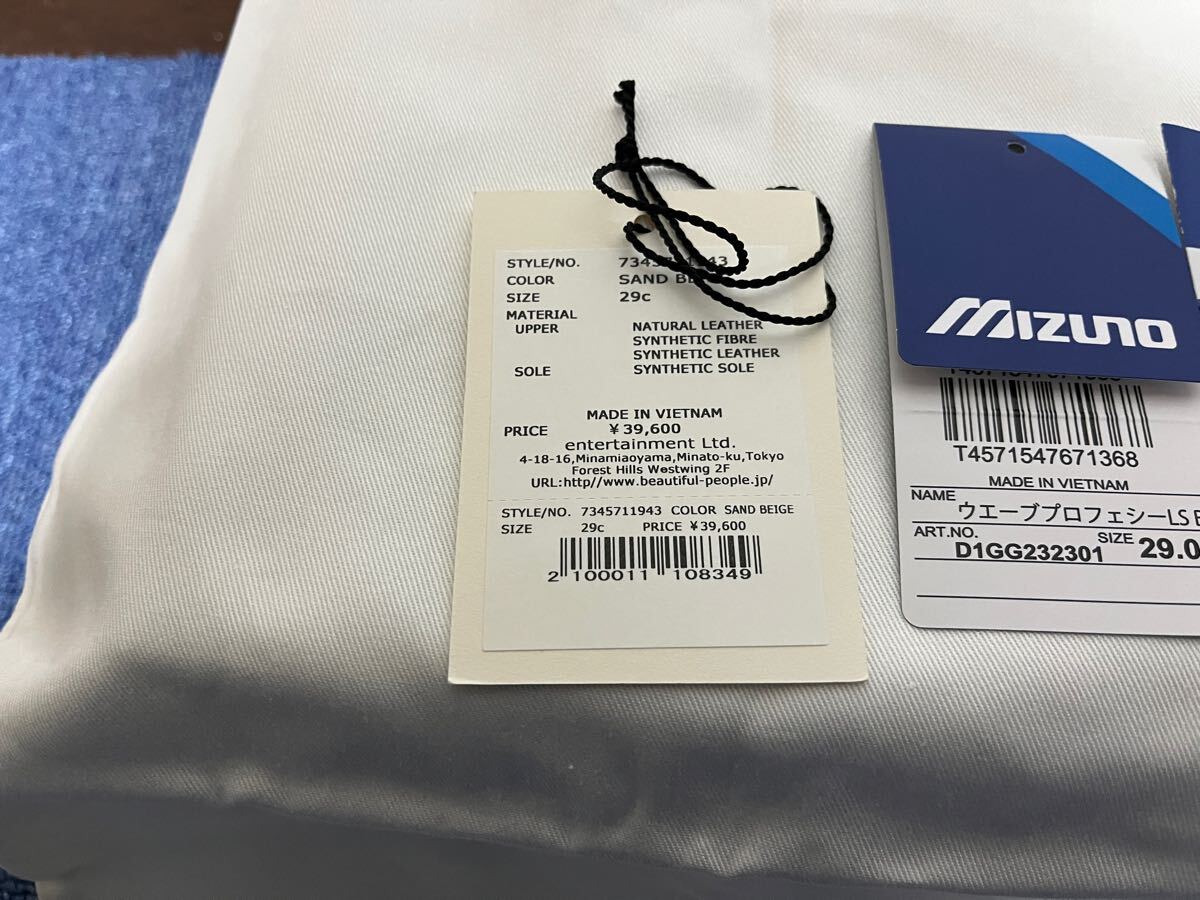 STYLE/NO. 7345711943
COLOR SAND BE
SIZE 29c
MATERIAL
UPPER NATURAL LEATHER
SYNTHETIC FIBRE
SYNTHETIC LEATHER
SOLE SYNTHETIC SOLE
MADE IN VIETNAM
PRICE ¥39,600
entertainment Ltd.
4-18-16,Minamiaoyama,Minato-ku,Tokyo
Forest Hills Westwing 2F
URL:http//www.beautiful-people.jp/
STYLE/NO. 7345711943 COLOR SAND BEIGE
SIZE 29c PRICE ¥39,600
2 100011 108349
MIZUNO
T4571547671368
MADE IN VIETNAM
NAME ウエーブプロフェシーLS
ART.NO. D1GG232301 SIZE 29.0